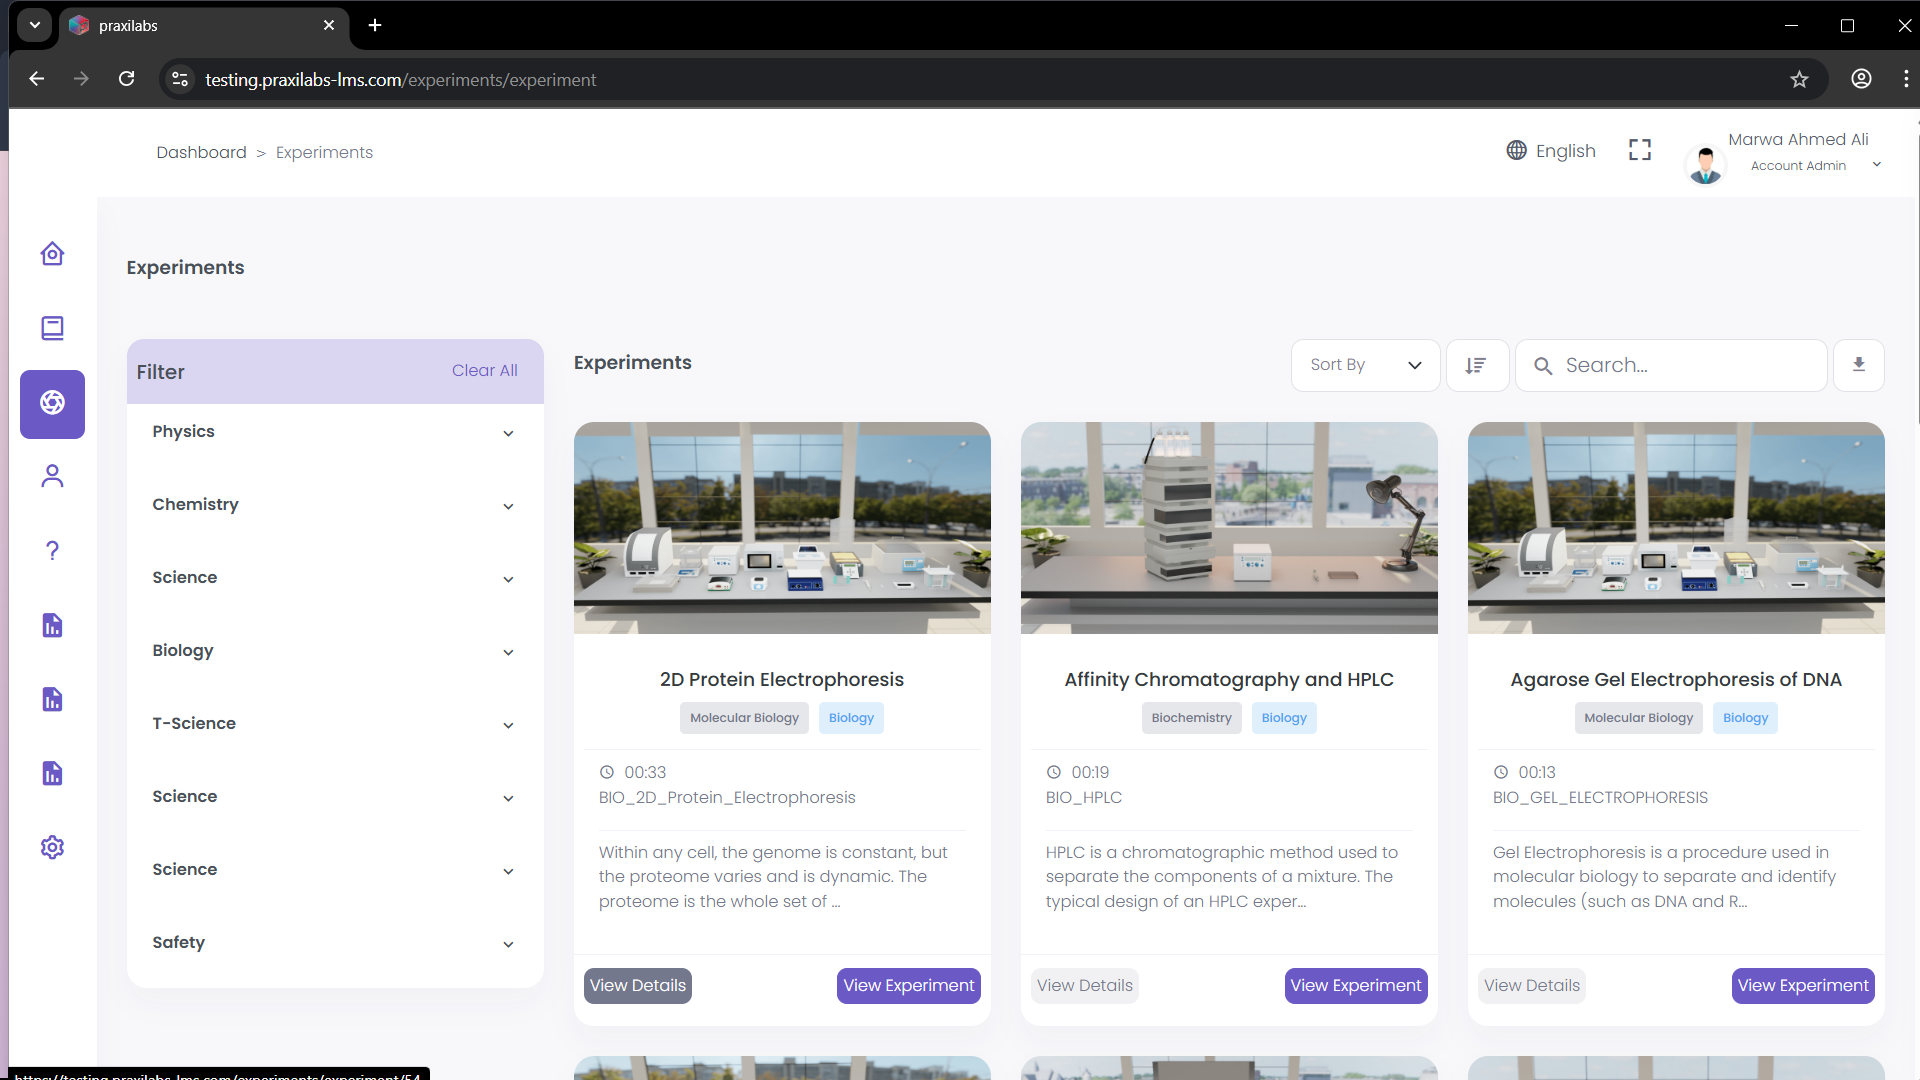 praxilabs
testing.praxilabs-lms.com/experiments/experiment
Dashboard > Experiments
English
Marwa Ahmed Ali
Account Admin
Experiments
Filter
Clear All
Physics
Chemistry
Science
Biology
T-Science
Science
Science
Safety
Experiments
Sort By
Search...
2D Protein Electrophoresis
Molecular Biology
Biology
00:33
BIO_2D_Protein_Electrophoresis
Within any cell, the genome is constant, but
the proteome varies and is dynamic. The
proteome is the whole set of ...
View Details
View Experiment
Affinity Chromatography and HPLC
Biochemistry
Biology
00:19
BIO_HPLC
HPLC is a chromatographic method used to
separate the components of a mixture. The
typical design of an HPLC exper...
View Details
View Experiment
Agarose Gel Electrophoresis of DNA
Molecular Biology
Biology
00:13
BIO_GEL_ELECTROPHORESIS
Gel Electrophoresis is a procedure used in
molecular biology to separate and identify
molecules (such as DNA and R...
View Details
View Experiment
https://testing.praxilabs-lms.com/experiments/experiment/54